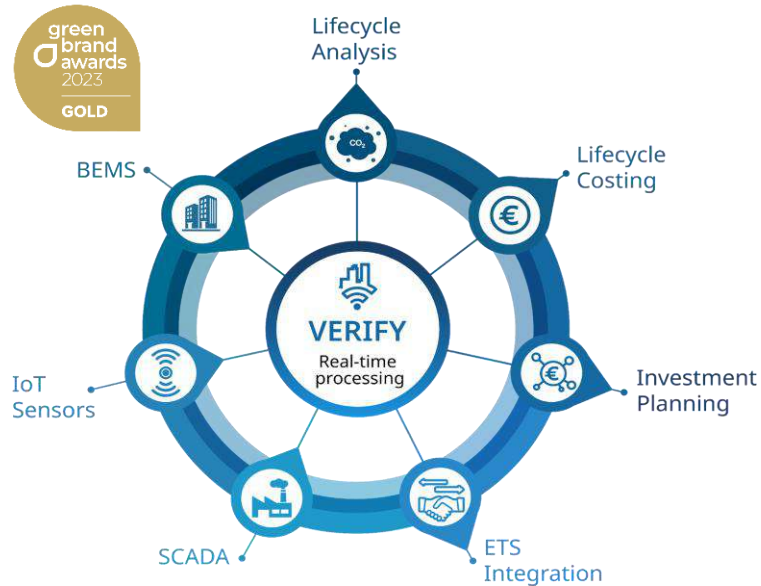 green
brand
awards
2023
GOLD
Lifecycle
Analysis
CO₂
BEMS
Lifecycle
Costing
€
VERIFY
Real-time
processing
IoT
Sensors
€
Investment
Planning
SCADA
ETS
Integration